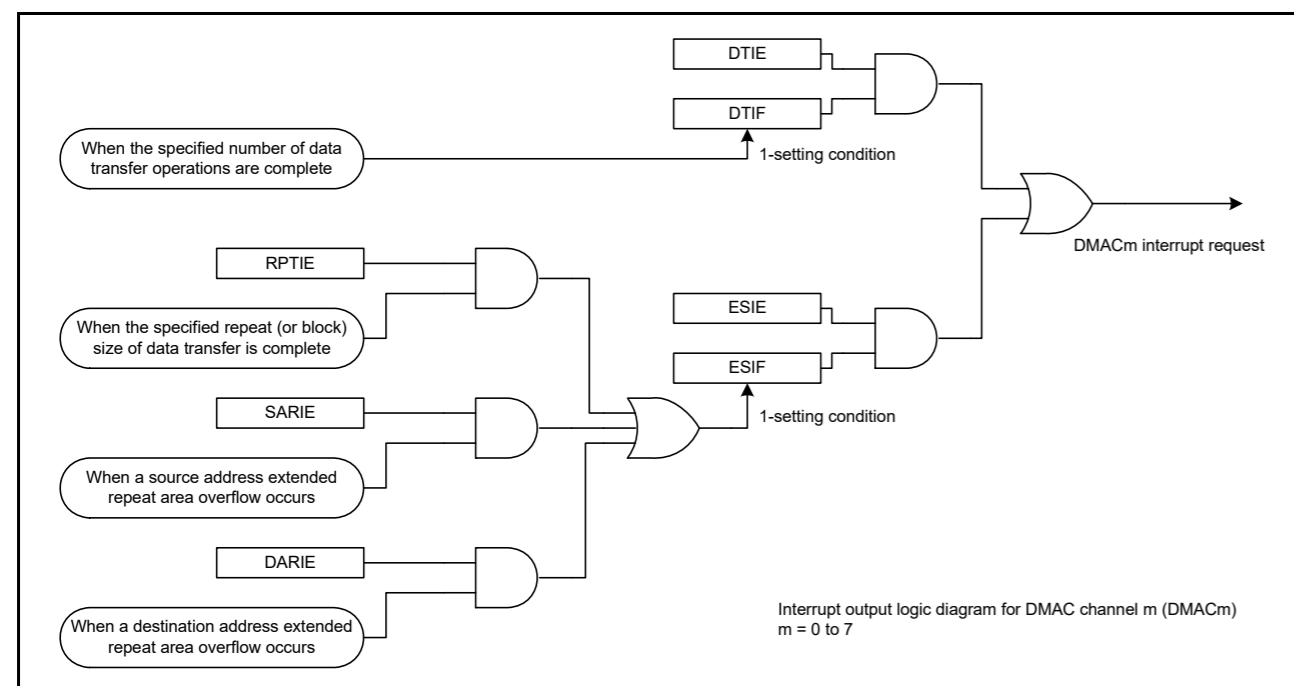 DTIE
DTIF
When the specified number of data
transfer operations are complete
1-setting condition
DMACm interrupt request
RPTIE
When the specified repeat (or block)
size of data transfer is complete
ESIE
ESIF
1-setting condition
SARIE
When a source address extended
repeat area overflow occurs
DARIE
When a destination address extended
repeat area overflow occurs
Interrupt output logic diagram for DMAC channel m (DMACm)
m = 0 to 7